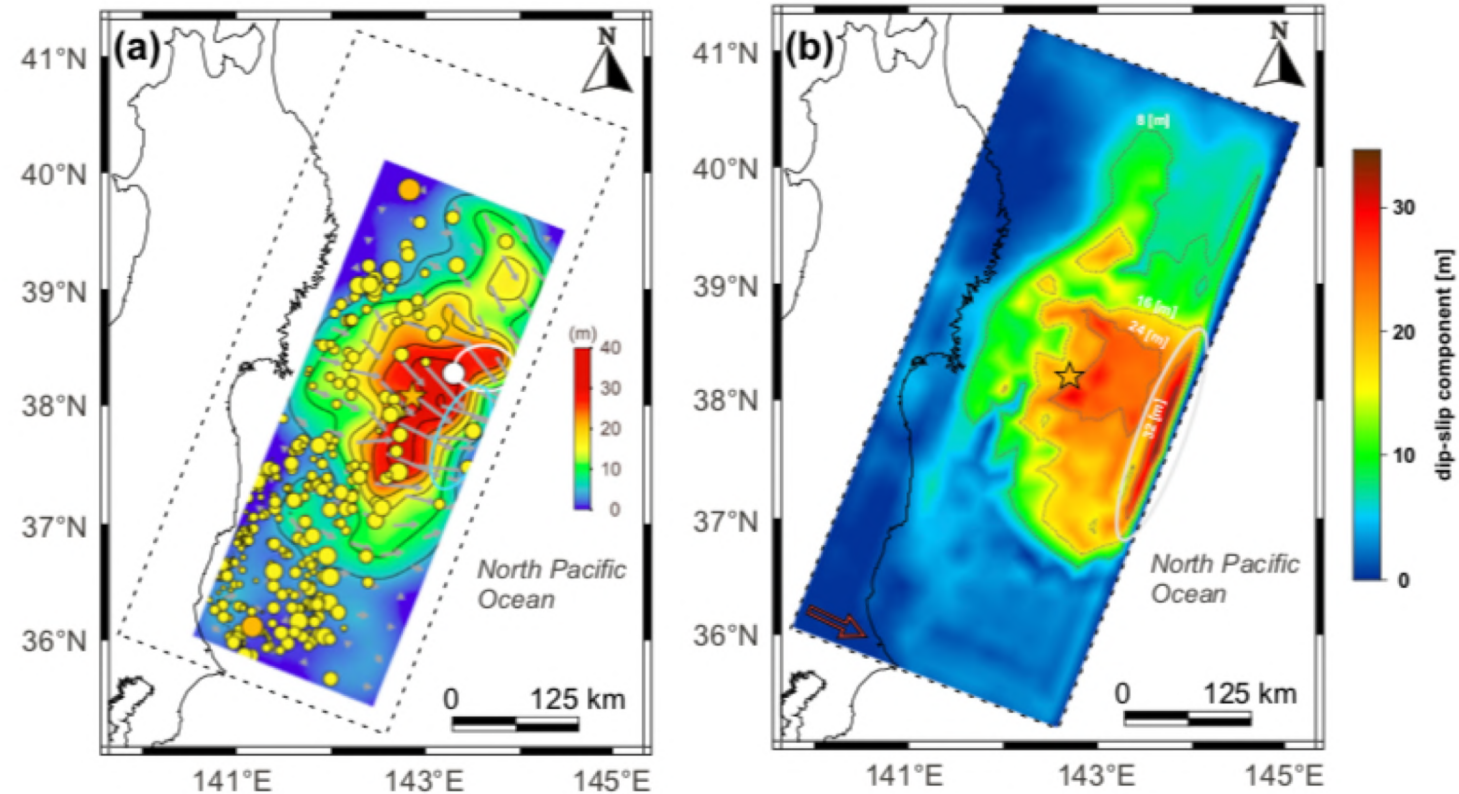 (a)
N
41°N
40°N
39°N
38°N
37°N
36°N
(m)
40
30
20
10
0
North Pacific
Ocean
0 125 km
141°E 143°E 145°E
(b)
N
41°N
40°N
39°N
38°N
37°N
36°N
8 [m]
16 [m]
24 [m]
32 [m]
North Pacific
Ocean
0 125 km
141°E 143°E 145°E
30
20
10
0
dip-slip component [m]